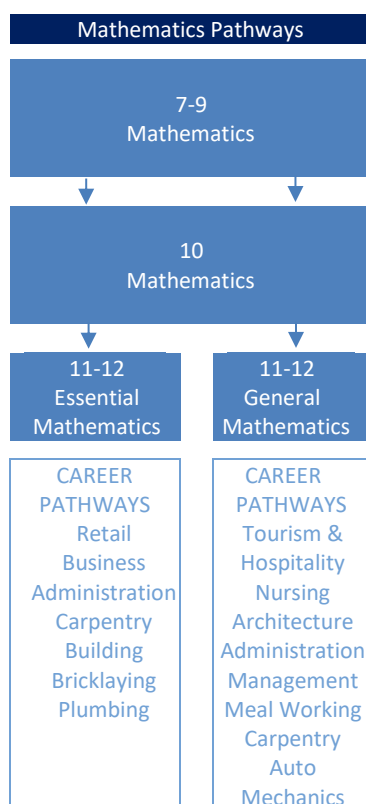 Mathematics Pathways
7-9
Mathematics
10
Mathematics
11-12
Essential
Mathematics
11-12
General
Mathematics
CAREER
PATHWAYS
Retail
Business
Administration
Carpentry
Building
Bricklaying
Plumbing
CAREER
PATHWAYS
Tourism &
Hospitality
Nursing
Architecture
Administration
Management
Meal Working
Carpentry
Auto
Mechanics